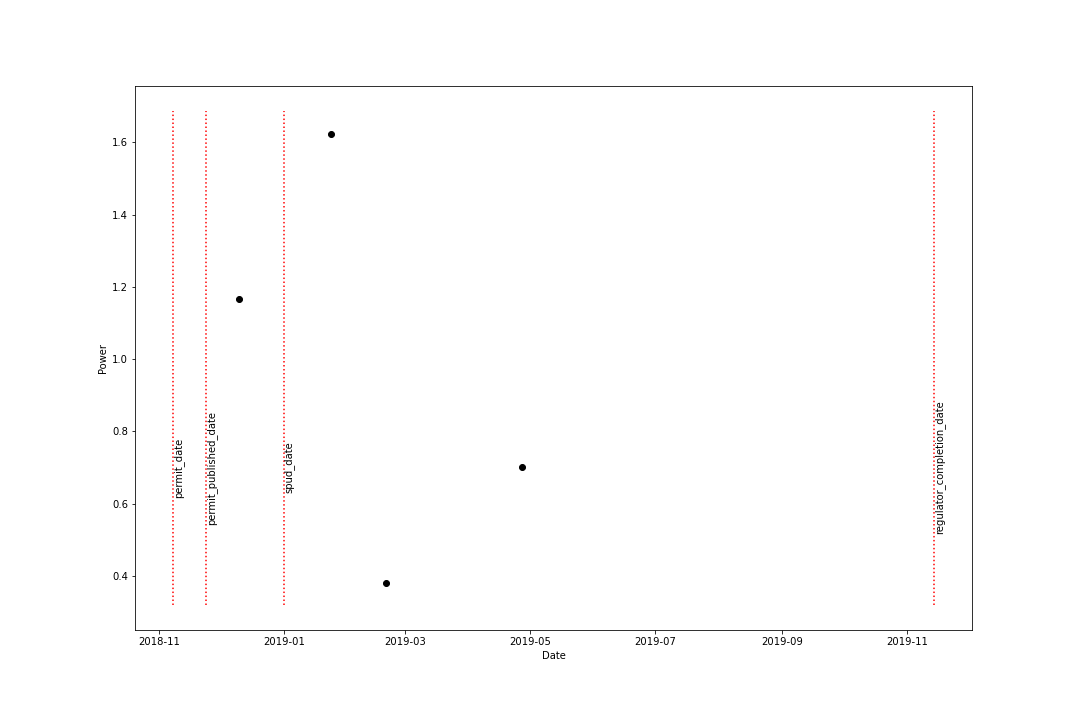 1.6
1.4
1.2
1.0
0.8
0.6
0.4
Power
permit_date
permit_published_date
spud_date
regulator_completion_date
2018-11
2019-01
2019-03
2019-05
2019-07
2019-09
2019-11
Date